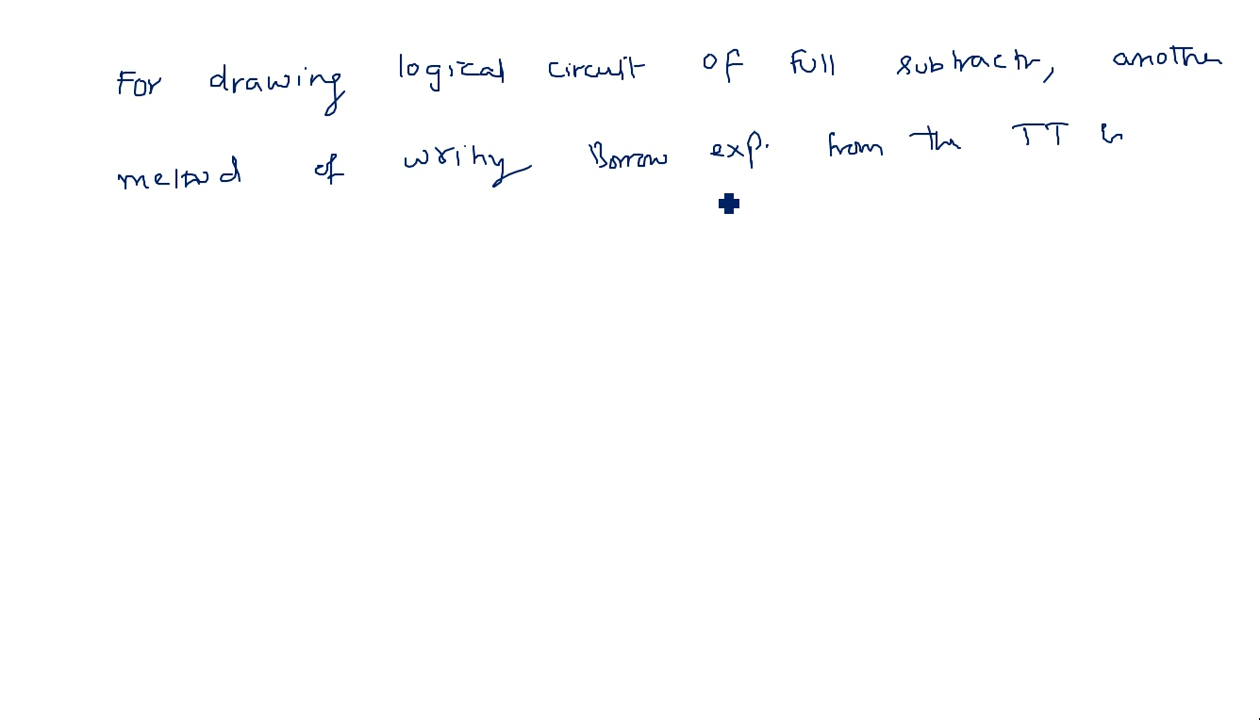 For drawing logical circuit of full subtractr, another
method of writing Borrow exp. from the TT is